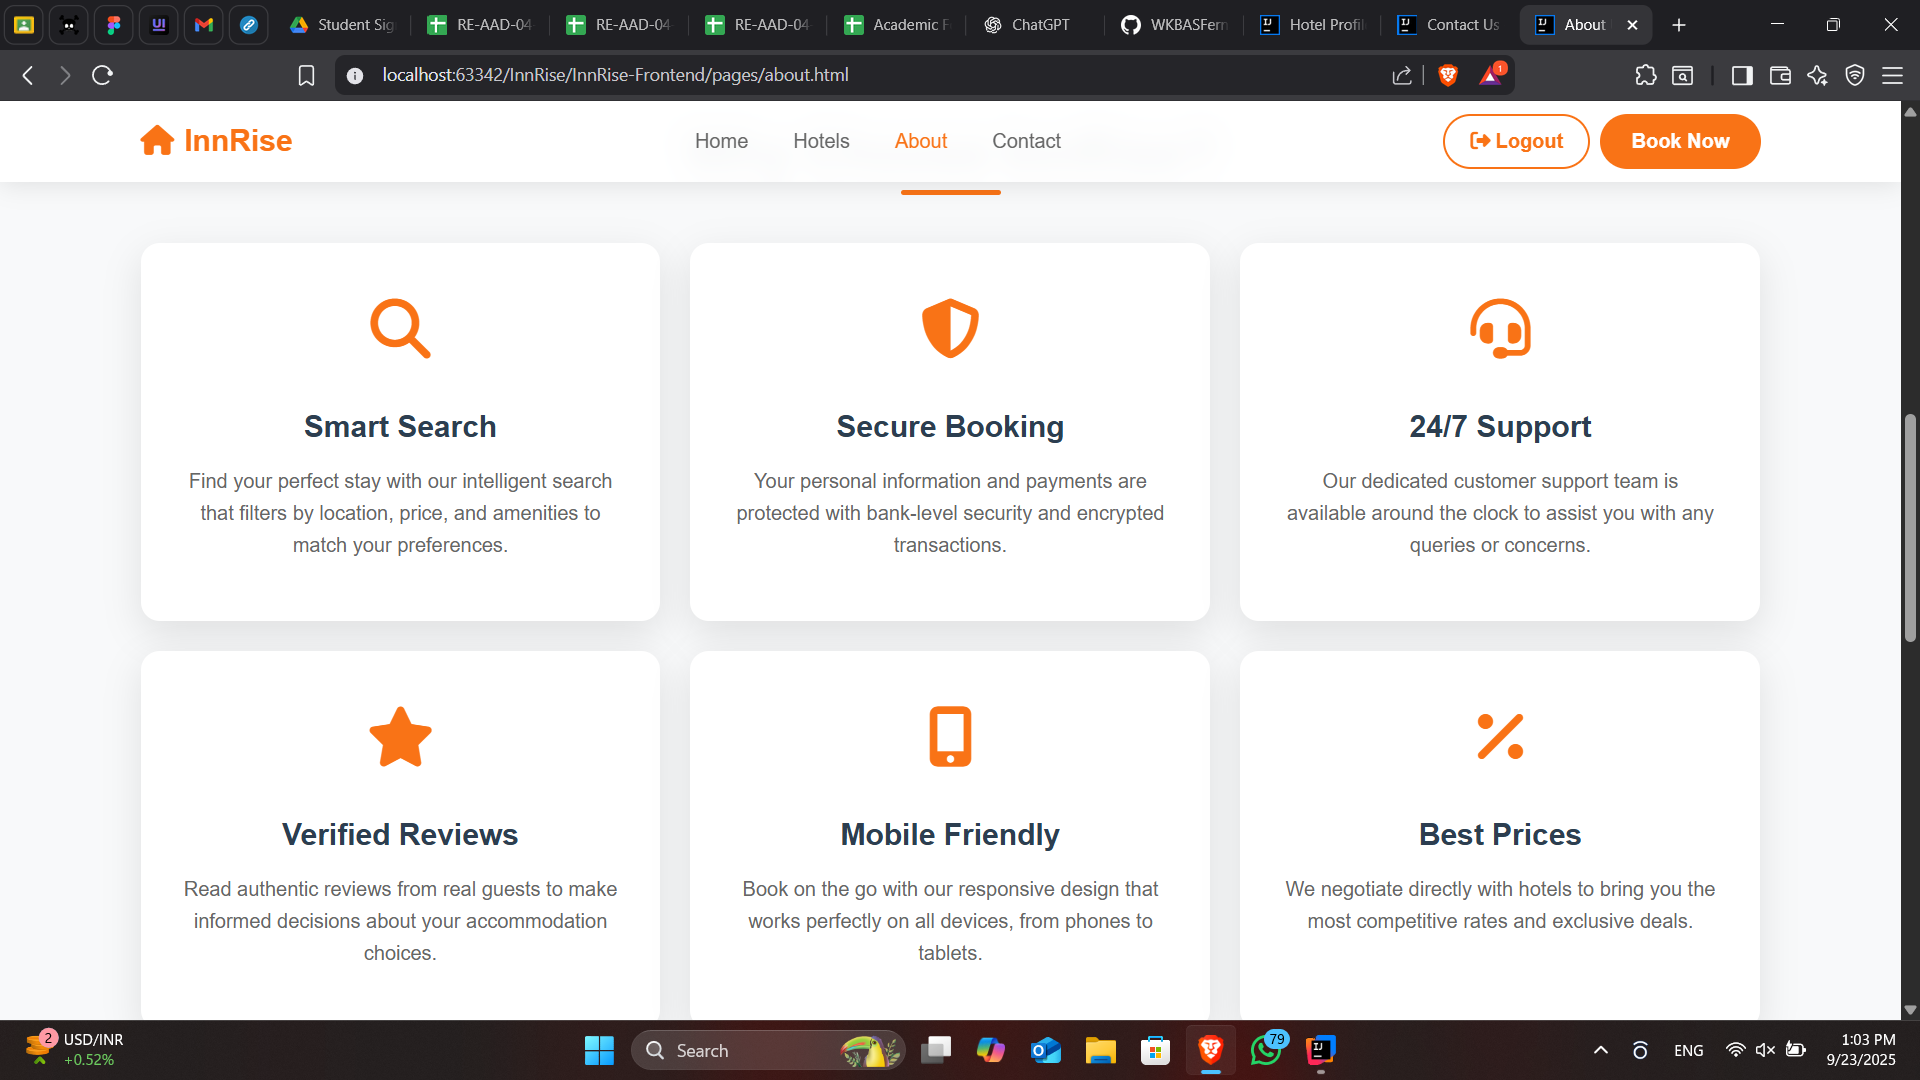 Student Sig
RE-AAD-04
RE-AAD-04
RE-AAD-04
Academic F
ChatGPT
WKBASFern
Hotel Profil
Contact Us
About
localhost:63342/InnRise/InnRise-Frontend/pages/about.html
1
InnRise
Home
Hotels
About
Contact
Logout
Book Now
Smart Search
Find your perfect stay with our intelligent search
that filters by location, price, and amenities to
match your preferences.
Secure Booking
Your personal information and payments are
protected with bank-level security and encrypted
transactions.
24/7 Support
Our dedicated customer support team is
available around the clock to assist you with any
queries or concerns.
Verified Reviews
Read authentic reviews from real guests to make
informed decisions about your accommodation
choices.
Mobile Friendly
Book on the go with our responsive design that
works perfectly on all devices, from phones to
tablets.
Best Prices
We negotiate directly with hotels to bring you the
most competitive rates and exclusive deals.
2
USD/INR
+0.52%
Search
79
ENG
1:03 PM
9/23/2025